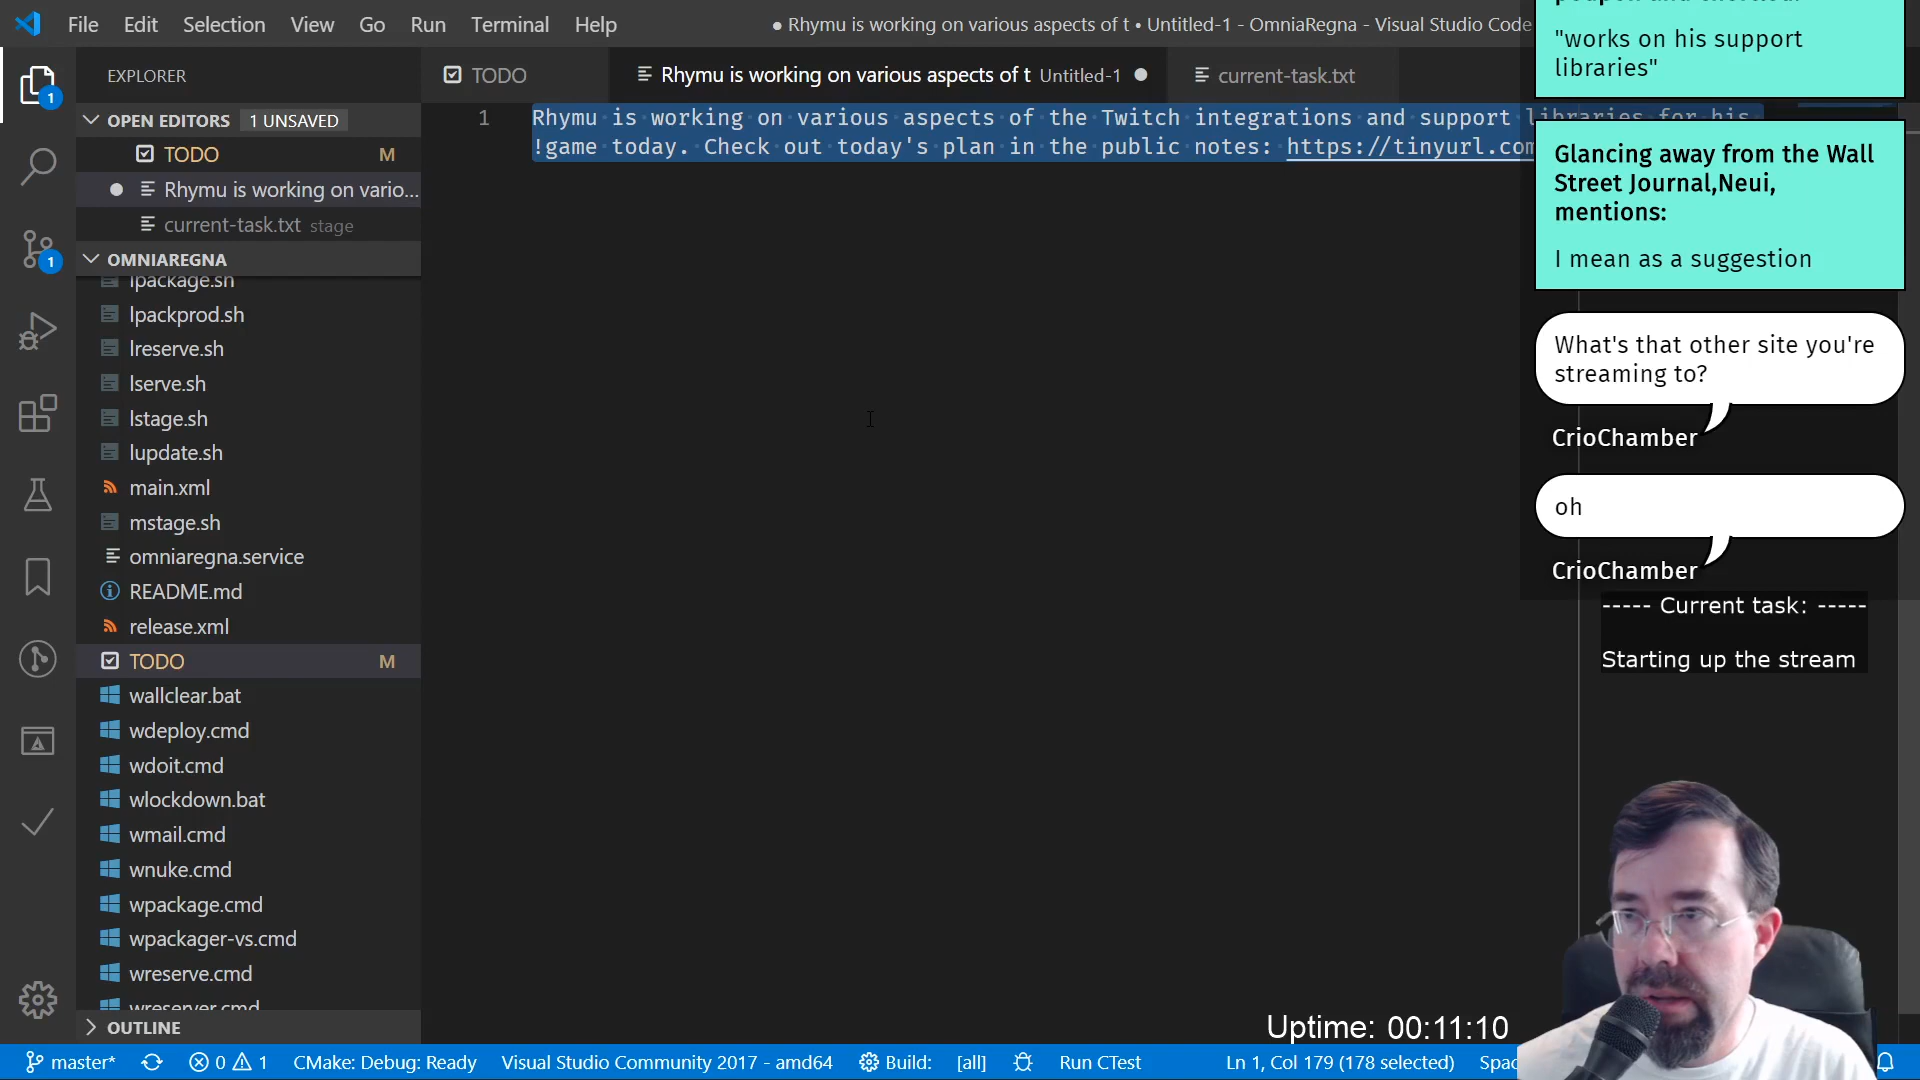 File Edit Selection View Go Run Terminal Help
● Rhymu is working on various aspects of t • Untitled-1 - OmniaRegna - Visual Studio Code
EXPLORER
OPEN EDITORS 1 UNSAVED
TODO M
Rhymu is working on vario...
current-task.txt stage
OMNIAREGNA
lpackage.sh
lpackprod.sh
lreserve.sh
lserve.sh
lstage.sh
lupdate.sh
main.xml
mstage.sh
omniaregna.service
README.md
release.xml
TODO M
wallclear.bat
wdeploy.cmd
wdoit.cmd
wlockdown.bat
wmail.cmd
wnuke.cmd
wpackage.cmd
wpackager-vs.cmd
wreserve.cmd
wreserver.cmd
OUTLINE
TODO
Rhymu is working on various aspects of t Untitled-1
current-task.txt
1
Rhymu is working on various aspects of the Twitch integrations and support libraries for his
!game today. Check out today's plan in the public notes: https://tinyurl.com
"works on his support
libraries"
Glancing away from the Wall
Street Journal,Neui,
mentions:
I mean as a suggestion
What's that other site you're
streaming to?
CrioChamber
oh
CrioChamber
----- Current task: -----
Starting up the stream
Uptime: 00:11:10
master* 0 1 CMake: Debug: Ready Visual Studio Community 2017 - amd64 Build: [all] Run CTest Ln 1, Col 179 (178 selected) Spac
1
1